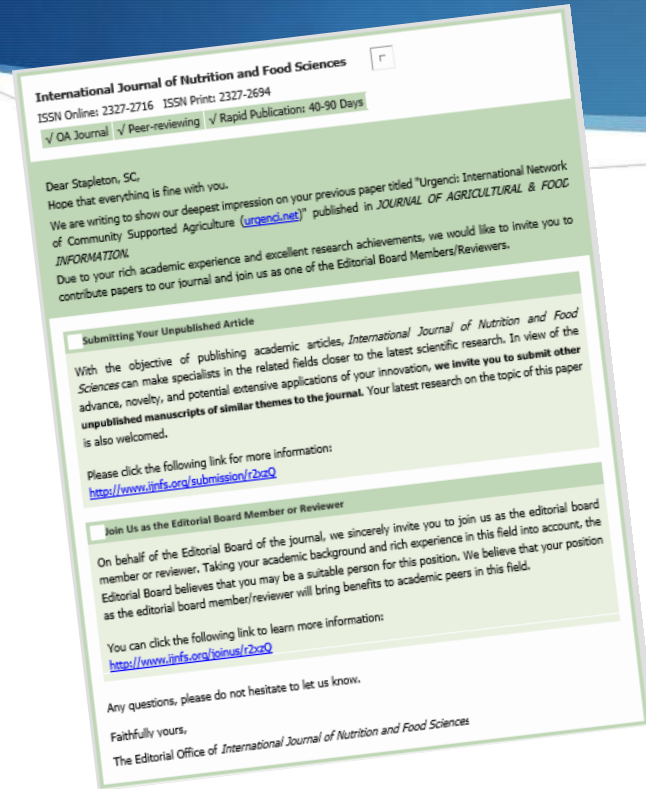 International Journal of Nutrition and Food Sciences
ISSN Online: 2327-2716 ISSN Print: 2327-2694
√ OA Journal √ Peer-reviewing √ Rapid Publication: 40-90 Days
Dear Stapleton, SC,
Hope that everything is fine with you.
We are writing to show our deepest impression on your previous paper titled "Urgenci: International Network
of Community Supported Agriculture (urgenci.net)" published in JOURNAL OF AGRICULTURAL & FOOD
INFORMATION.
Due to your rich academic experience and excellent research achievements, we would like to invite you to
contribute papers to our journal and join us as one of the Editorial Board Members/Reviewers.
Submitting Your Unpublished Article
With the objective of publishing academic articles, International Journal of Nutrition and Food
Sciences can make specialists in the related fields closer to the latest scientific research. In view of the
advance, novelty, and potential extensive applications of your innovation, we invite you to submit other
unpublished manuscripts of similar themes to the journal. Your latest research on the topic of this paper
is also welcomed.
Please click the following link for more information:
http://www.ijnfs.org/submission/r2xzQ
Join Us as the Editorial Board Member or Reviewer
On behalf of the Editorial Board of the journal, we sincerely invite you to join us as the editorial board
member or reviewer. Taking your academic background and rich experience in this field into account, the
Editorial Board believes that you may be a suitable person for this position. We believe that your position
as the editorial board member/reviewer will bring benefits to academic peers in this field.
You can click the following link to learn more information:
http://www.ijnfs.org/joinus/r2xzQ
Any questions, please do not hesitate to let us know.
Faithfully yours,
The Editorial Office of International Journal of Nutrition and Food Sciences